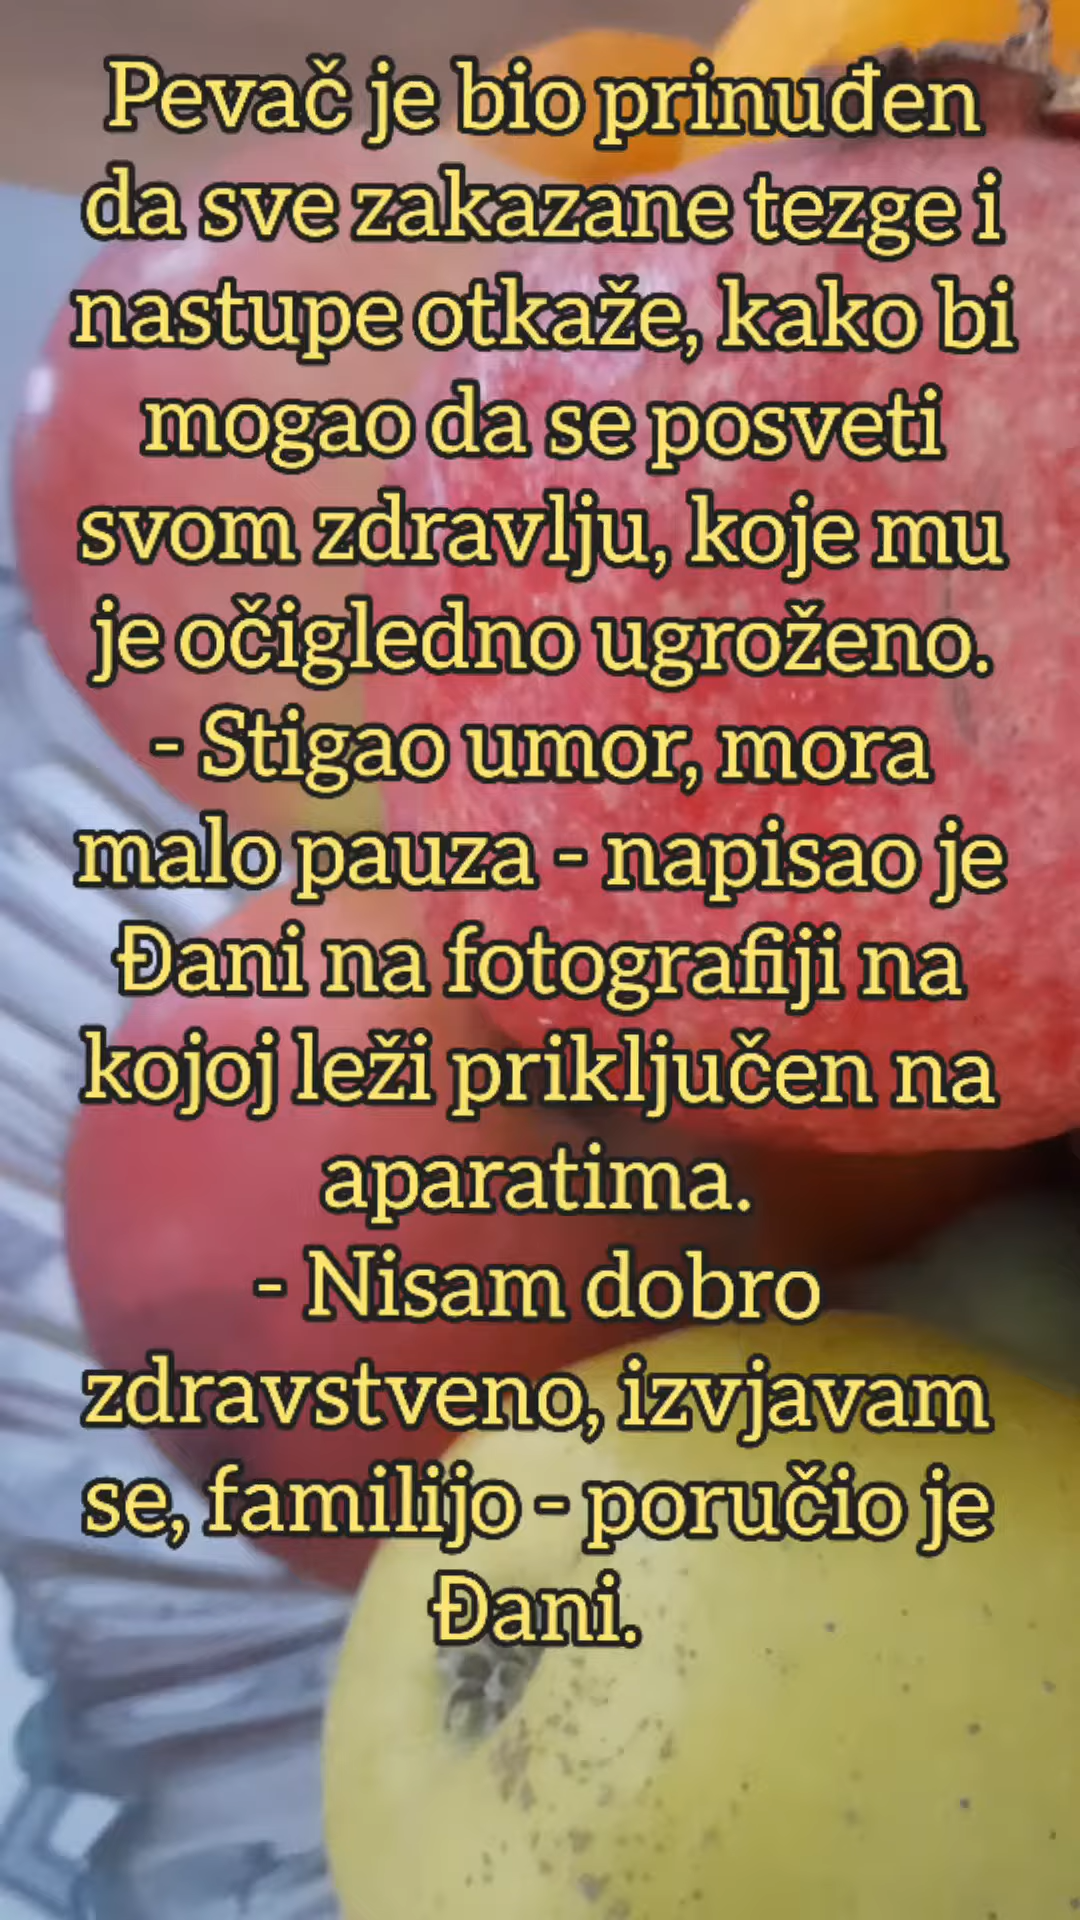 Pevač je bio prinuđen
da sve zakazane tezge i
nastupe otkaže, kako bi
mogao da se posveti
svom zdravlju, koje mu
je očigledno ugroženo.
- Stigao umor, mora
malo pauza - napisao je
Đani na fotografiji na
kojoj leži priključen na
aparatima.
- Nisam dobro
zdravstveno, izvjavam
se, familijo - poručio je
Đani.